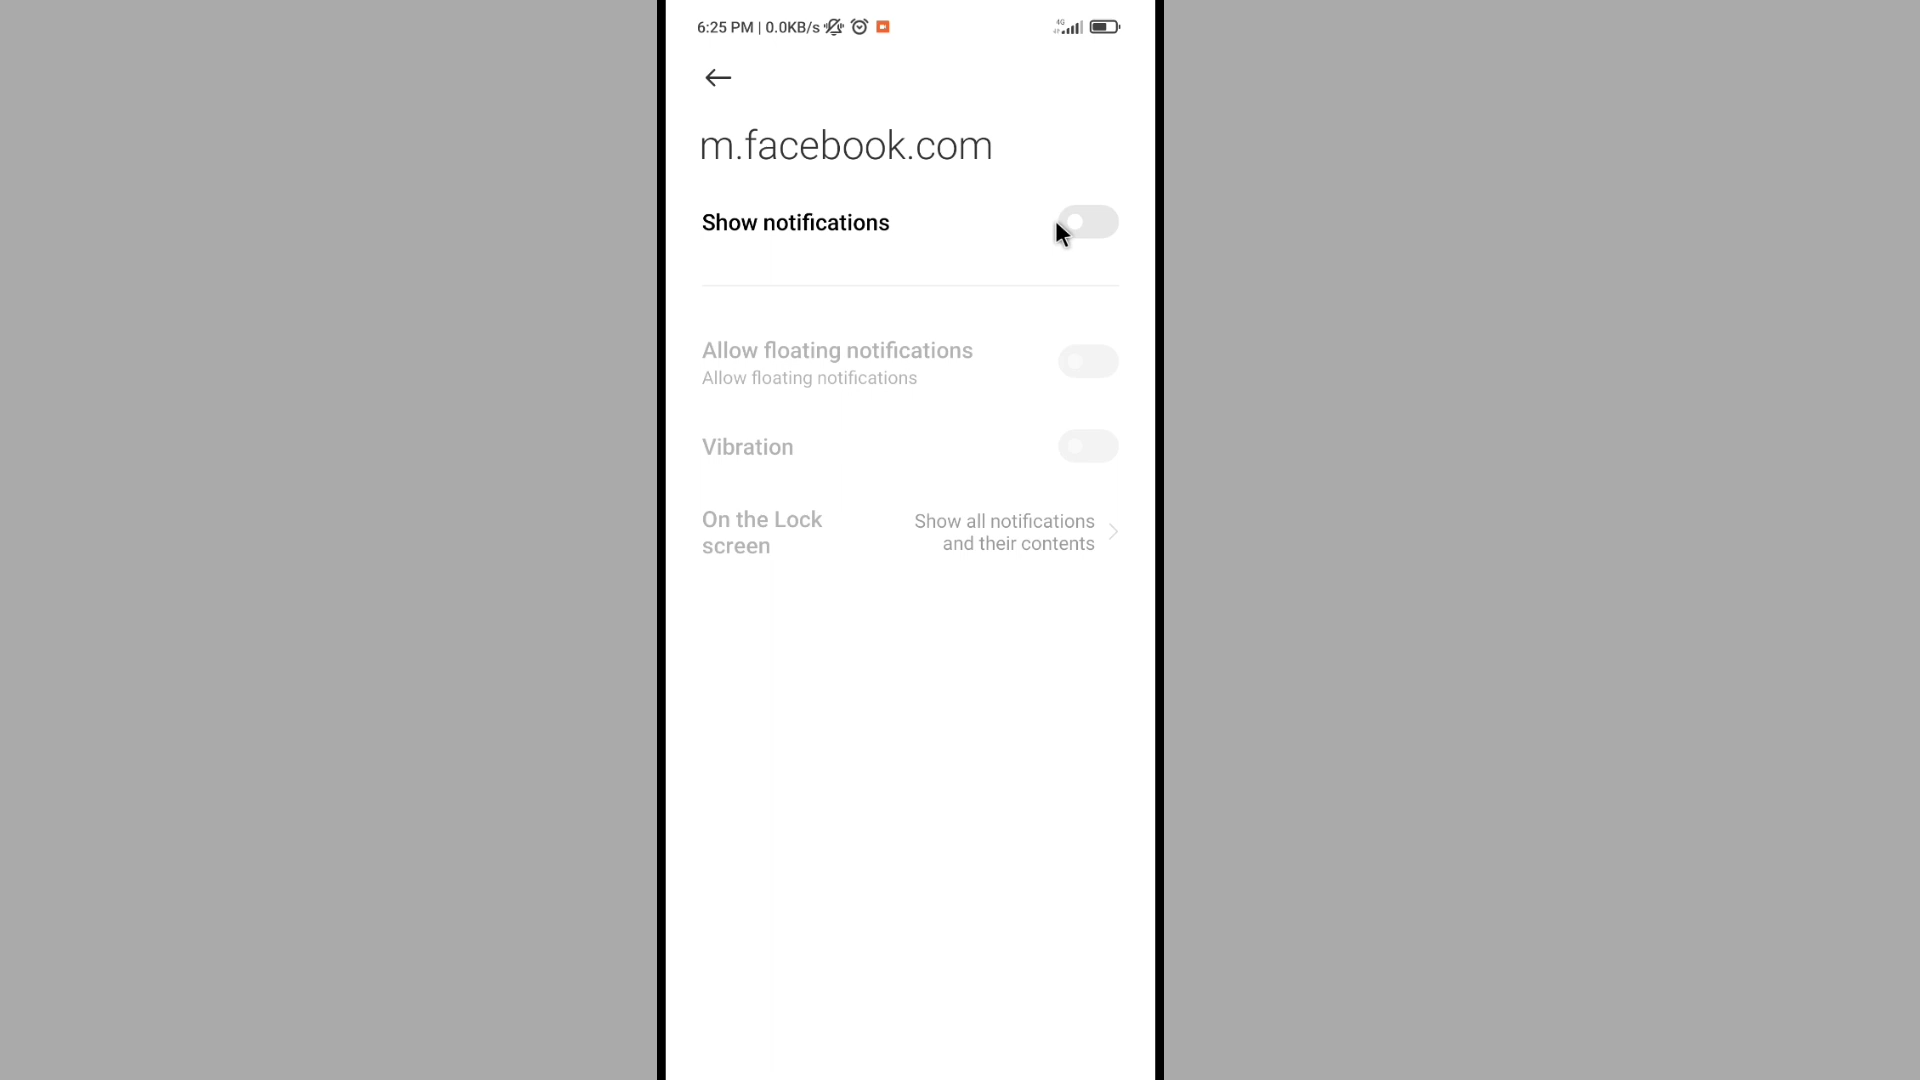 6:25 PM | 0.0KB/s 4G
m.facebook.com
Show notifications
Allow floating notifications
Allow floating notifications
Vibration
On the Lock
screen
Show all notifications
and their contents